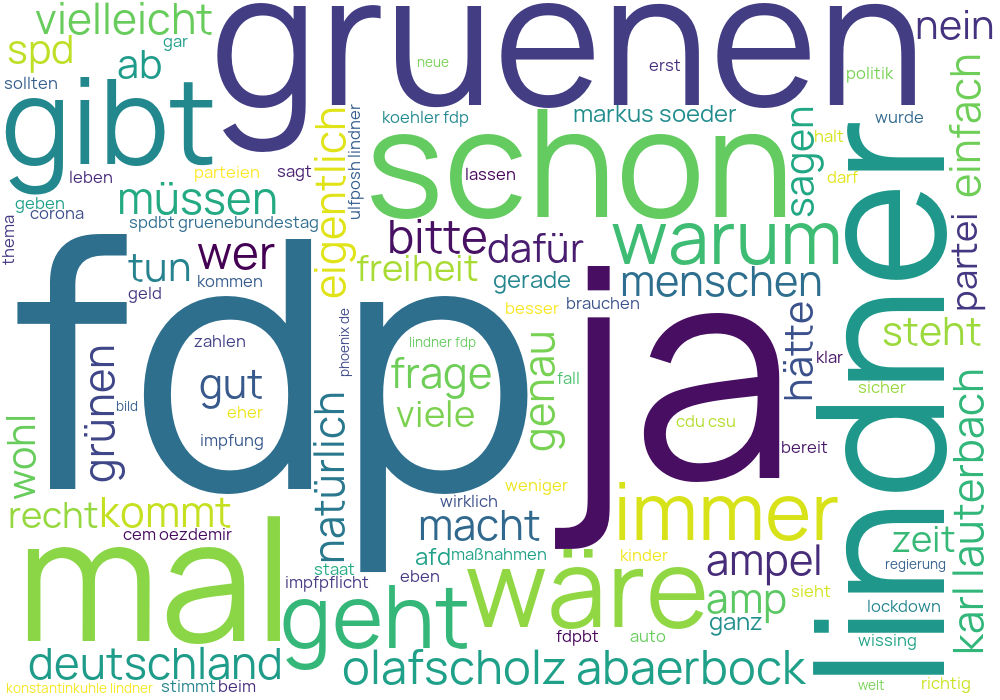 vielleicht
gar
gruenen
nein
spd
ab
neue
erst
politik
einfach
sollten
gibt
koehler fdp
markus soeder
wurde
eigentlich
ulfposh lindner
schon
sagen
halt
leben
parteien
sagt
lassen
darf
geben
müssen
corona
spdbt gruenebundestag
thema
wer
bitte
dafür
warum
lindner
partei
tun
freiheit
gerade
menschen
kommen
geld
fdp
ja
besser
brauchen
hätte
steht
zahlen
phoenix de
lindner fdp
genau
klar
grünen
gut
frage
fall
sicher
bild
eher
viele
cdu csu
wohl
impfung
natürlich
bereit
karl lauterbach
weniger
wirklich
immer
recht
kommt
macht
cem oezdemir
zeit
mal
afd
maßnahmen
kinder
ampel
regierung
staat
impfpflicht
eben
wäre
geht
amp
sieht
lockdown
ganz
fdpbt
auto
wissing
deutschland
olafscholz abaerbock
konstantinkuhle lindner
stimmt
beim
welt
richtig